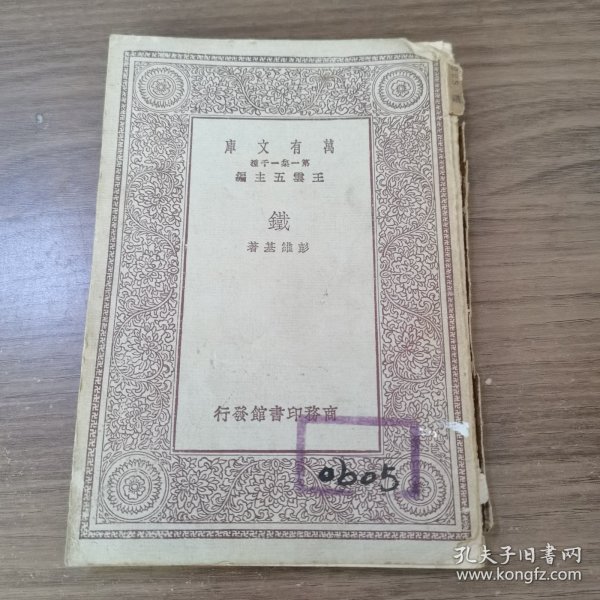 萬有文庫
第一集一千種
王雲五主編
鐵
彭維基著
商務印書館發行
0605
孔夫子旧书网
www.kongfz.com